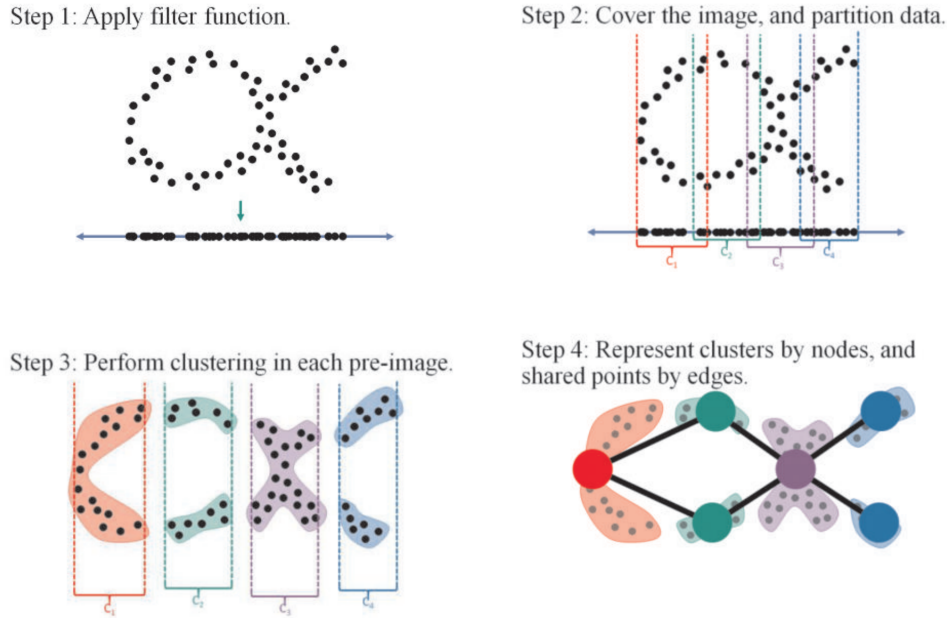 Step 1: Apply filter function.
Step 2: Cover the image, and partition data.
C₁
C₂
C₃
C₄
Step 3: Perform clustering in each pre-image.
C₁
C₂
C₃
C₄
Step 4: Represent clusters by nodes, and
shared points by edges.